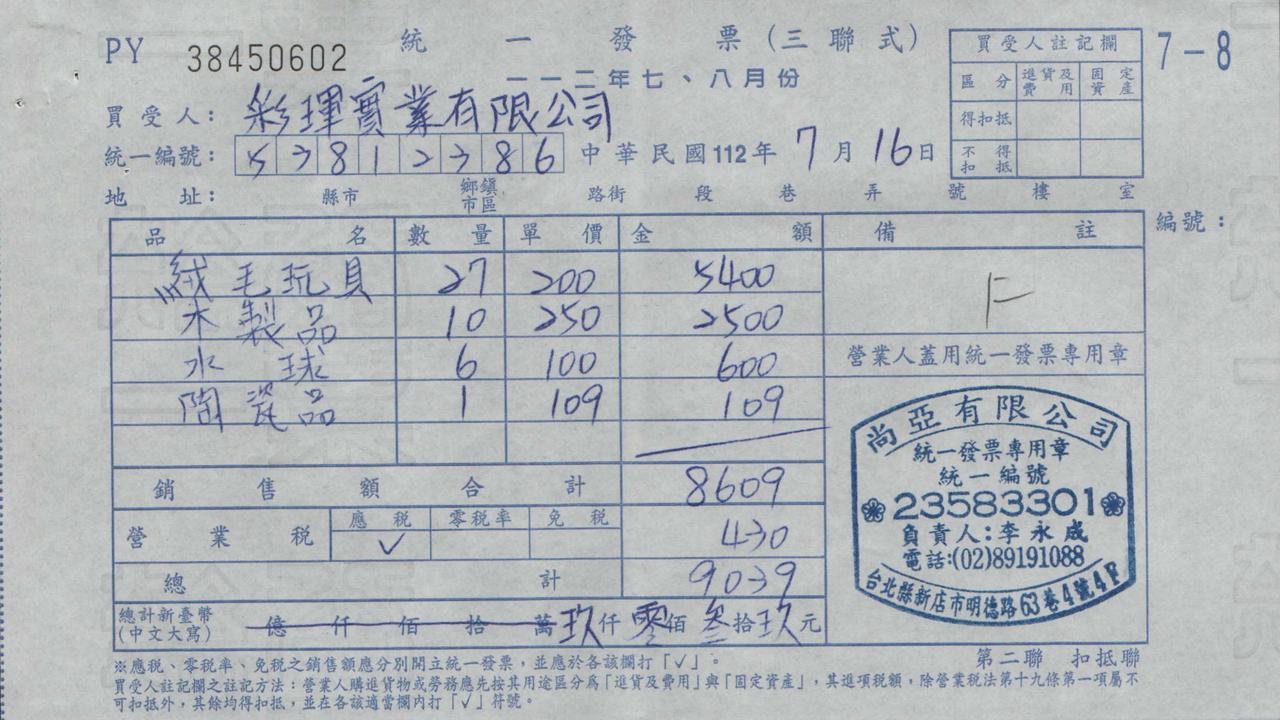 PY 38450602 統一發票(三聯式) 7-8
一一二年七、八月份
買受人註記欄
區分 進貨及費用 固定資產
得扣抵
不得扣抵
買受人: 彩琿實業有限公司
統一編號: 53812386 中華民國112年7月16日
地址: 縣市 鄉鎮市區 路街 段 巷 弄 號 樓 室
品名 數量 單價 金額 備註 編號:
絨毛玩具 27 200 5400
木製品 10 250 2500
水球 6 100 600 營業人蓋用統一發票專用章
陶瓷品 1 109 109
銷售額合計 8609
營業稅 應稅 ✓ 零稅率 免稅 430
總計 9039
總計新臺幣(中文大寫) 億仟佰拾萬玖仟零佰叁拾玖元
尚亞有限公司
統一發票專用章
統一編號
23583301
負責人:李永成
電話:(02)89191088
台北縣新店市明德路63巷4號4F
第二聯 扣抵聯
※應稅、零稅率、免稅之銷售額應分別開立統一發票,並應於各該欄打「✓」。
買受人註記欄之註記方法:營業人購進貨物或勞務應先按其用途區分為「進貨及費用」與「固定資產」,其進項稅額,除營業稅法第十九條第一項屬不
可扣抵外,其餘均得扣抵,並在各該適當欄內打「✓」符號。